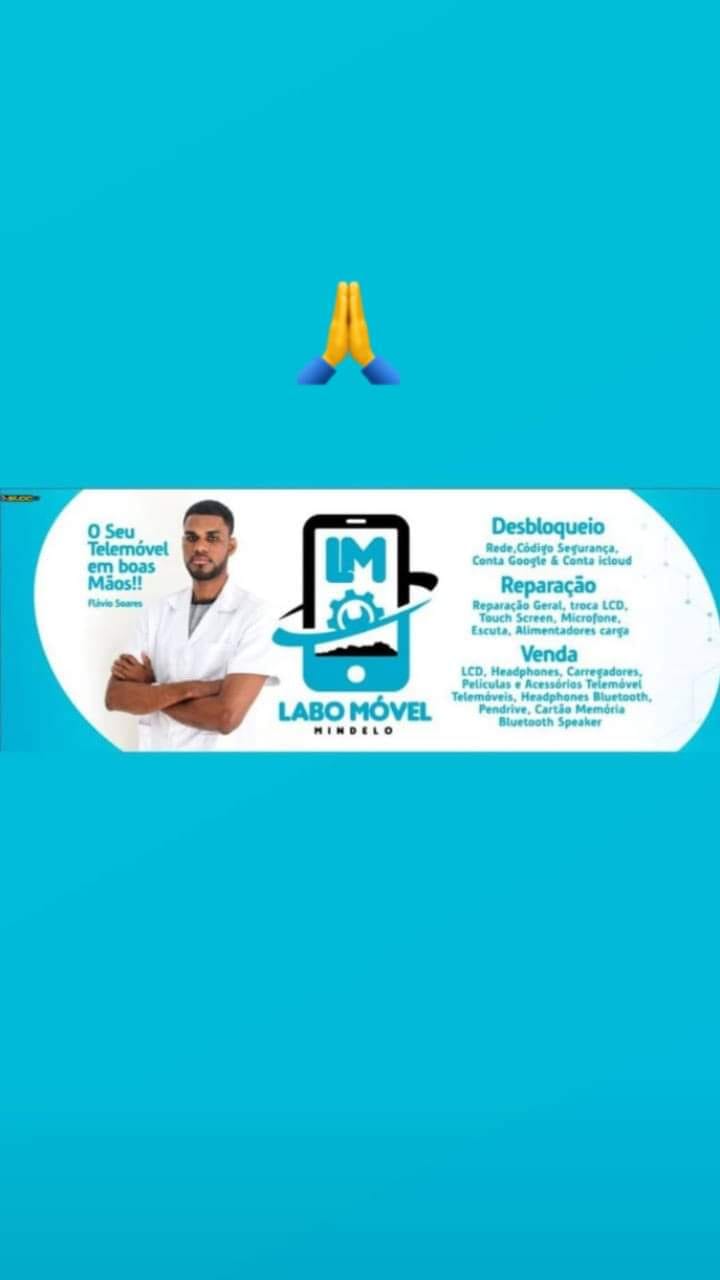 O Seu
Telemóvel
em boas
Mãos!!
Flávio Soares
LM
LABO MÓVEL
MINDELO
Desbloqueio
Rede,Código Segurança,
Conta Google & Conta icloud
Reparação
Reparação Geral, troca LCD,
Touch Screen, Microfone,
Escuta, Alimentadores carga
Venda
LCD, Headphones, Carregadores,
Películas e Acessórios Telemóvel
Telemóveis, Headphones Bluetooth,
Pendrive, Cartão Memória
Bluetooth Speaker